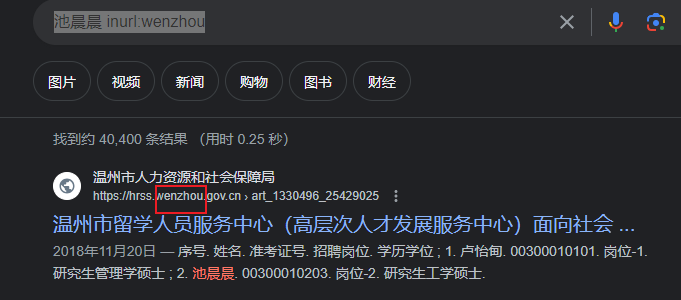 池晨晨 inurl:wenzhou
图片 视频 新闻 购物 图书 财经
找到约 40,400 条结果 （用时 0.25 秒）
温州市人力资源和社会保障局
https://hrss.wenzhou.gov.cn › art_1330496_25429025
温州市留学人员服务中心（高层次人才发展服务中心）面向社会 ...
2018年11月20日 — 序号. 姓名. 准考证号. 招聘岗位. 学历学位 ; 1. 卢怡甸. 00300010101. 岗位-1.
研究生管理学硕士 ; 2. 池晨晨. 00300010203. 岗位-2. 研究生工学硕士.